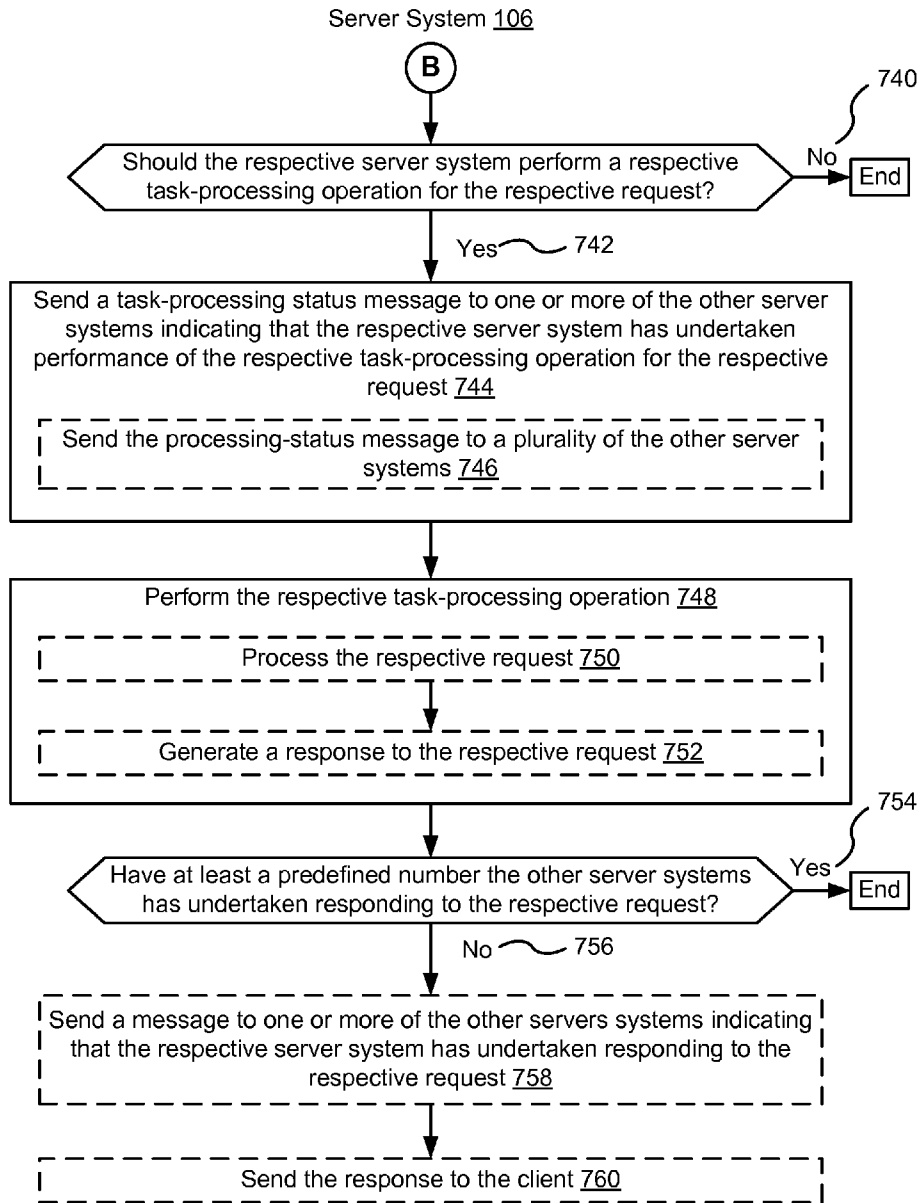 Server System 106
B
740
Should the respective server system perform a respective
task-processing operation for the respective request?
No
End
Yes
742
Send a task-processing status message to one or more of the other server
systems indicating that the respective server system has undertaken
performance of the respective task-processing operation for the respective
request 744
Send the processing-status message to a plurality of the other server
systems 746
Perform the respective task-processing operation 748
Process the respective request 750
Generate a response to the respective request 752
754
Have at least a predefined number the other server systems
has undertaken responding to the respective request?
Yes
End
No
756
Send a message to one or more of the other servers systems indicating
that the respective server system has undertaken responding to the
respective request 758
Send the response to the client 760